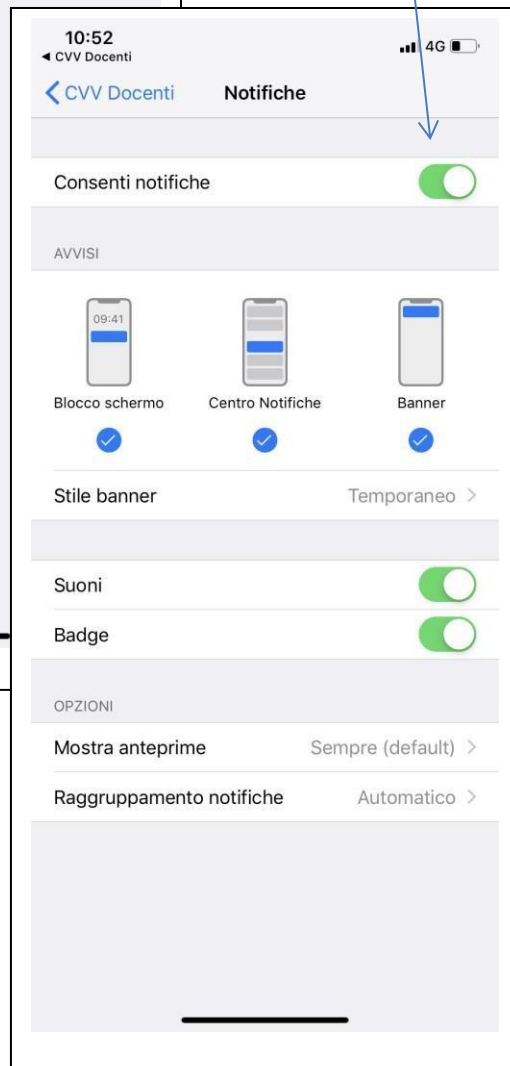 10:52
4G
◀ CVV Docenti
CVV Docenti Notifiche
Consenti notifiche
AVVISI
09:41
Blocco schermo Centro Notifiche Banner
Stile banner Temporaneo
Suoni
Badge
OPZIONI
Mostra anteprime Sempre (default)
Raggruppamento notifiche Automatico